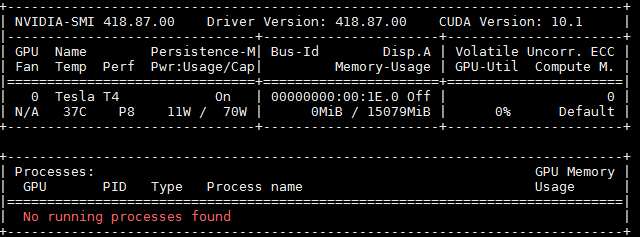 NVIDIA-SMI 418.87.00 Driver Version: 418.87.00 CUDA Version: 10.1
GPU Name Persistence-M| Bus-Id Disp.A | Volatile Uncorr. ECC
Fan Temp Perf Pwr:Usage/Cap| Memory-Usage | GPU-Util Compute M.
0 Tesla T4 On | 00000000:00:1E.0 Off | 0
N/A 37C P8 11W / 70W | 0MiB / 15079MiB | 0% Default
Processes: GPU Memory
GPU PID Type Process name Usage
No running processes found